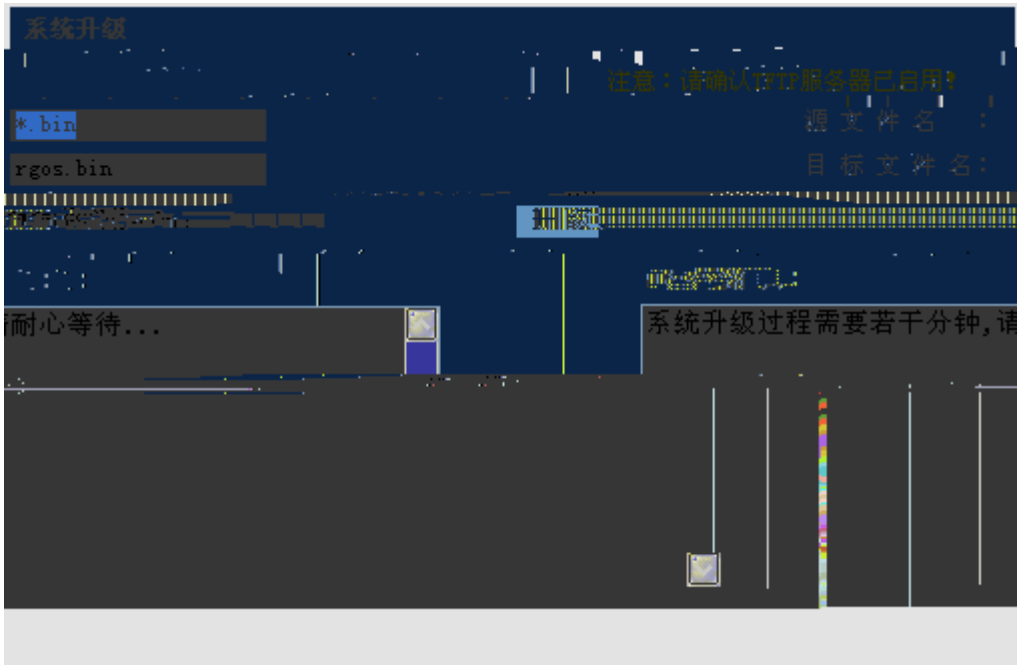 系统升级
注意：请确认TFTP服务器已启用！
*.bin
源 文 件 名 :
rgos.bin
目 标 文 件 名:
耐心等待...
系统升级过程需要若干分钟,请